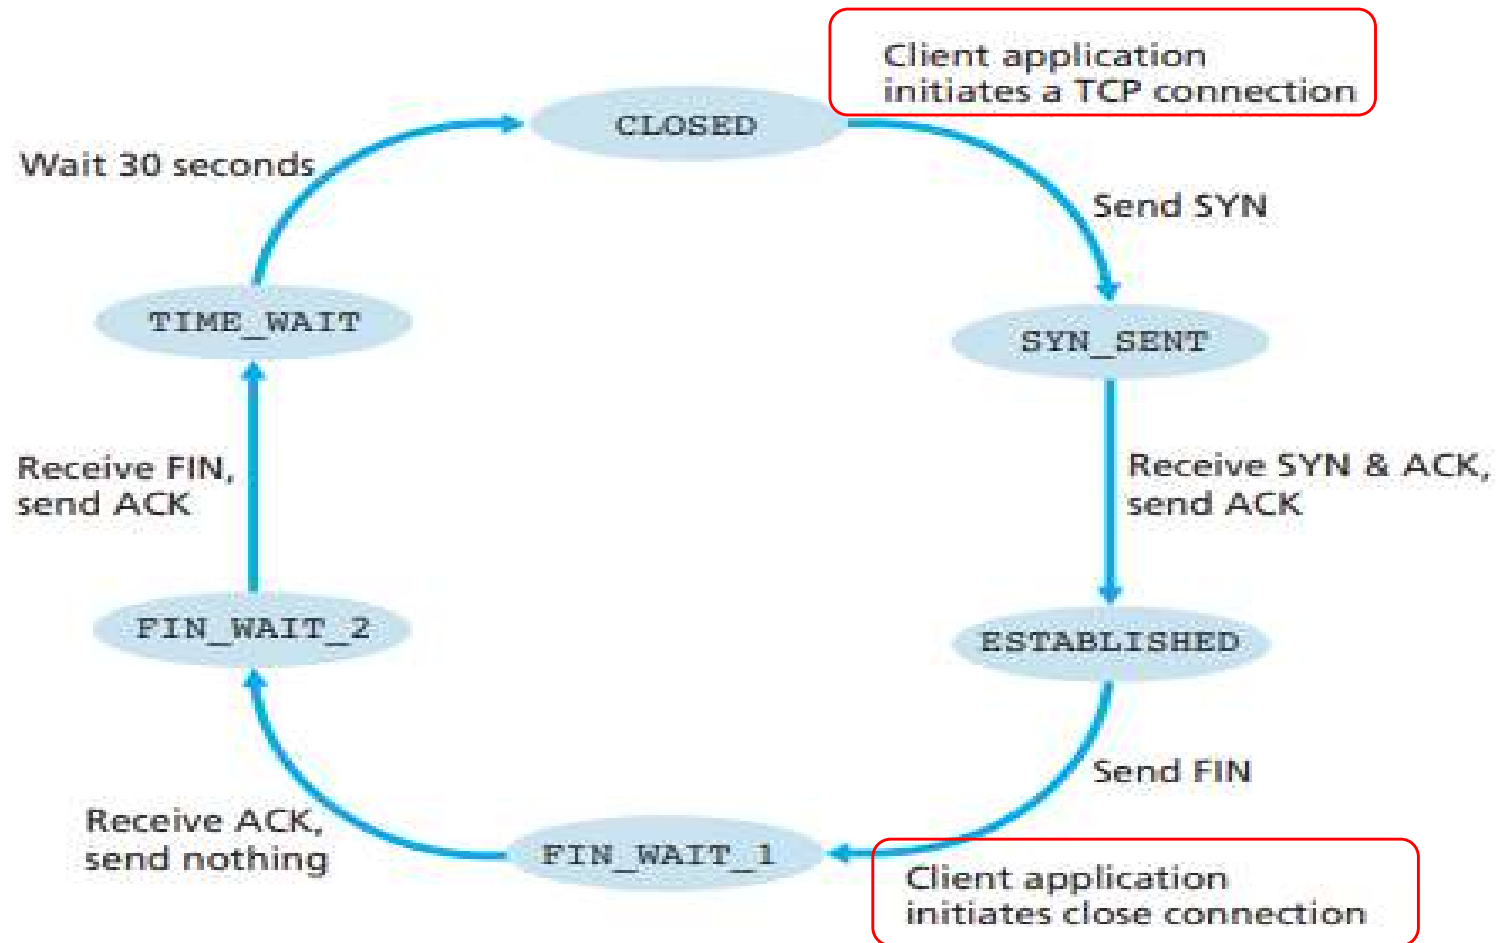 Client application
initiates a TCP connection
CLOSED
Wait 30 seconds
Send SYN
TIME_WAIT
SYN_SENT
Receive FIN,
send ACK
Receive SYN & ACK,
send ACK
FIN_WAIT_2
ESTABLISHED
Send FIN
Receive ACK,
send nothing
FIN_WAIT_1
Client application
initiates close connection